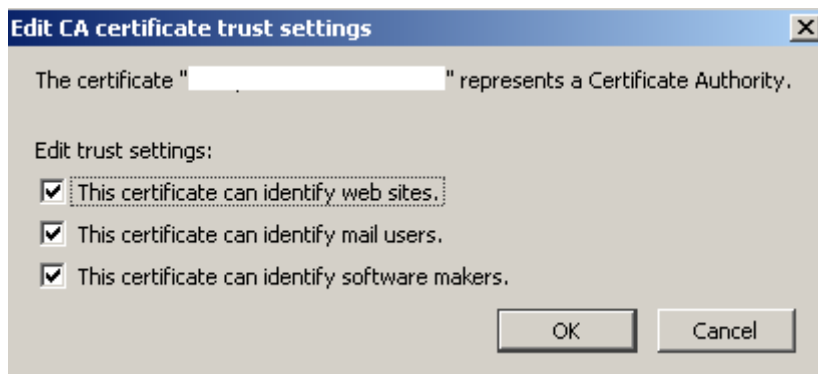 Edit CA certificate trust settings
The certificate " " represents a Certificate Authority.
Edit trust settings:
This certificate can identify web sites.
This certificate can identify mail users.
This certificate can identify software makers.
OK Cancel